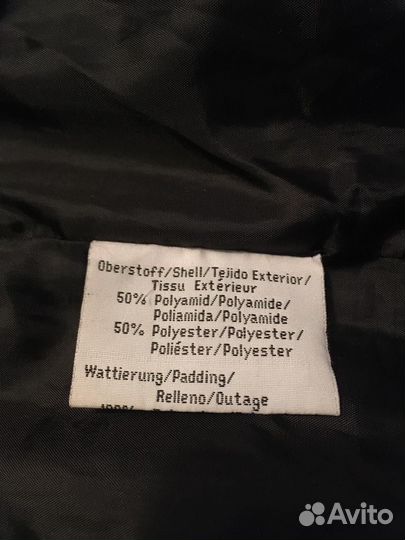 Oberstoff/Shell/Tejido Exterior/
Tissu Extérieur
50% Polyamid/Polyamide/
Poliamida/Polyamide
50% Polyester/Polyester/
Poliéster/Polyester
Wattierung/Padding/
Relleno/Outage
Avito